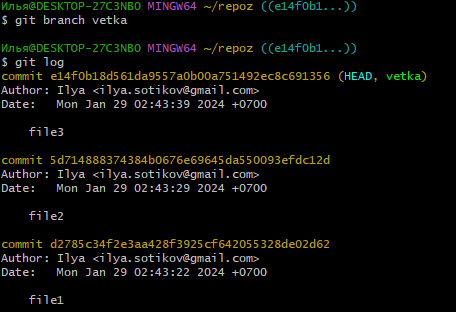 Илья@DESKTOP-27C3NBO MINGW64 ~/repoz ((e14f0b1...))
$ git branch vetka
Илья@DESKTOP-27C3NBO MINGW64 ~/repoz ((e14f0b1...))
$ git log
commit e14f0b18d561da9557a0b00a751492ec8c691356 (HEAD, vetka)
Author: Ilya <ilya.sotikov@gmail.com>
Date:   Mon Jan 29 02:43:39 2024 +0700
file3
commit 5d714888374384b0676e69645da550093efdc12d
Author: Ilya <ilya.sotikov@gmail.com>
Date:   Mon Jan 29 02:43:29 2024 +0700
file2
commit d2785c34f2e3aa428f3925cf642055328de02d62
Author: Ilya <ilya.sotikov@gmail.com>
Date:   Mon Jan 29 02:43:22 2024 +0700
file1